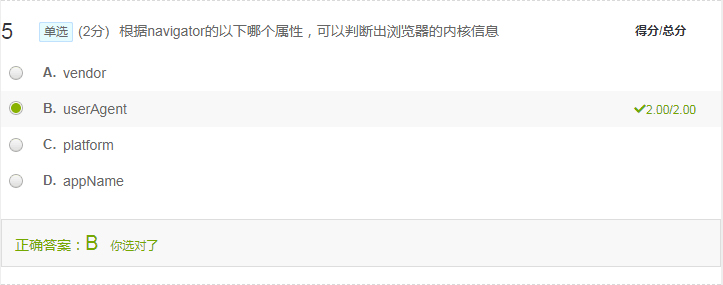 5 单选 (2分) 根据navigator的以下哪个属性，可以判断出浏览器的内核信息 得分/总分
A. vendor
B. userAgent 2.00/2.00
C. platform
D. appName
正确答案：B 你选对了